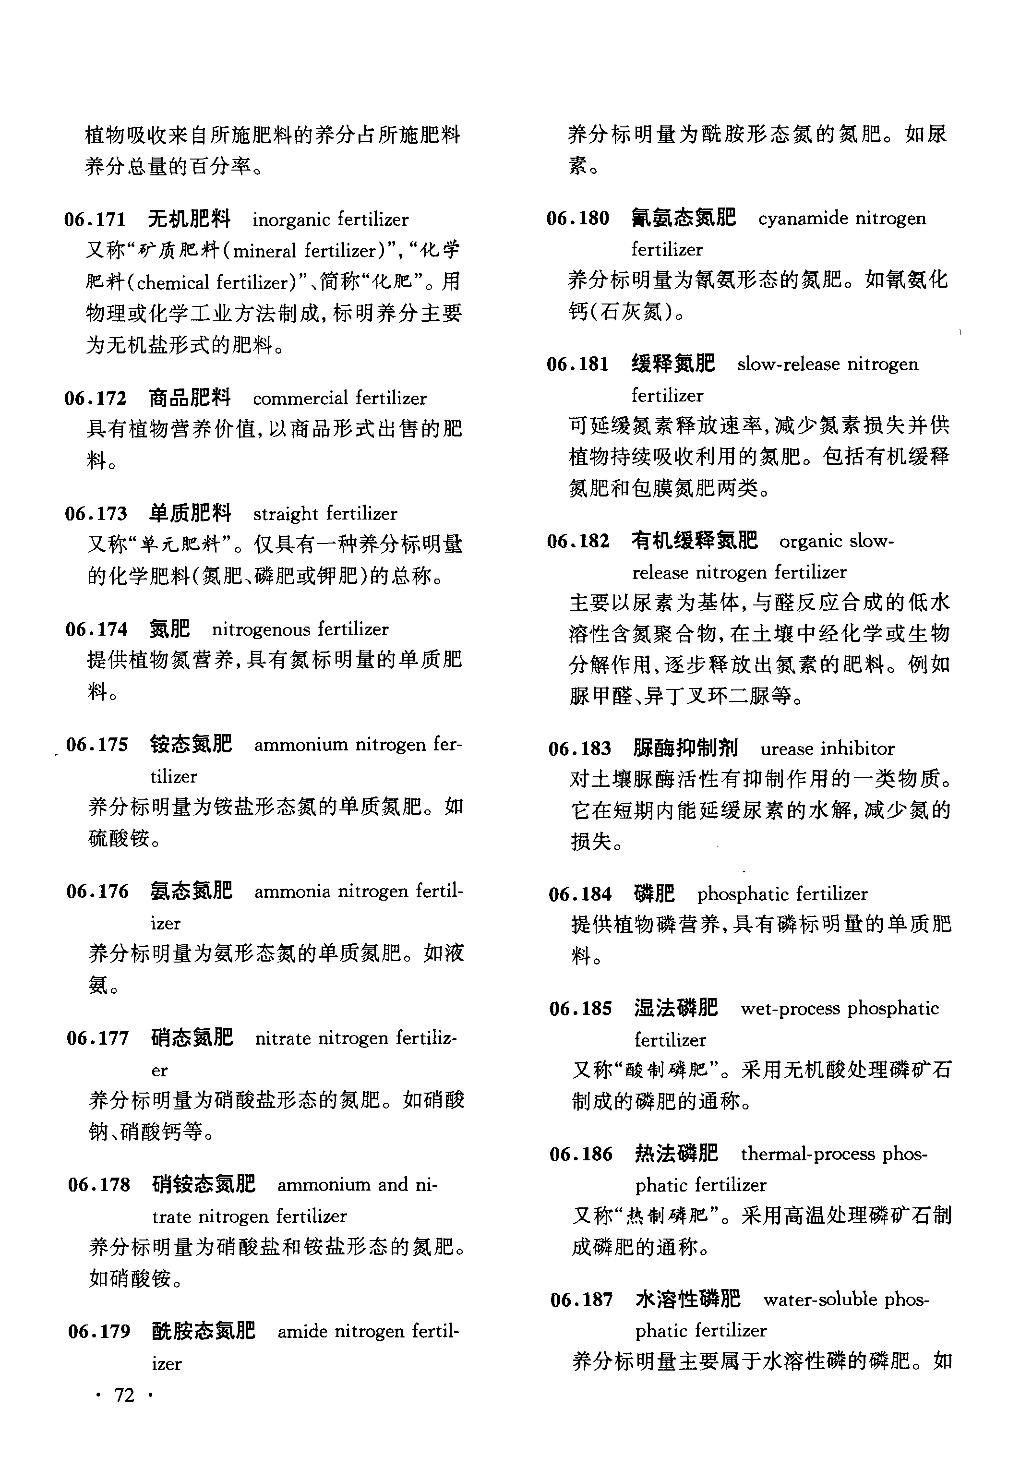 植物吸收来自所施肥料的养分占所施肥料
养分总量的百分率。
06.171 无机肥料 inorganic fertilizer
又称“矿质肥料(mineral fertilizer)”,“化学
肥料(chemical fertilizer)”、简称“化肥”。用
物理或化学工业方法制成,标明养分主要
为无机盐形式的肥料。
06.172 商品肥料 commercial fertilizer
具有植物营养价值,以商品形式出售的肥
料。
06.173 单质肥料 straight fertilizer
又称“单元肥料”。仅具有一种养分标明量
的化学肥料(氮肥、磷肥或钾肥)的总称。
06.174 氮肥 nitrogenous fertilizer
提供植物氮营养,具有氮标明量的单质肥
料。
06.175 铵态氮肥 ammonium nitrogen fer-
tilizer
养分标明量为铵盐形态氮的单质氮肥。如
硫酸铵。
06.176 氨态氮肥 ammonia nitrogen fertil-
izer
养分标明量为氨形态氮的单质氮肥。如液
氨。
06.177 硝态氮肥 nitrate nitrogen fertiliz-
er
养分标明量为硝酸盐形态的氮肥。如硝酸
钠、硝酸钙等。
06.178 硝铵态氮肥 ammonium and ni-
trate nitrogen fertilizer
养分标明量为硝酸盐和铵盐形态的氮肥。
如硝酸铵。
06.179 酰胺态氮肥 amide nitrogen fertil-
izer
养分标明量为酰胺形态氮的氮肥。如尿
素。
06.180 氰氨态氮肥 cyanamide nitrogen
fertilizer
养分标明量为氰氨形态的氮肥。如氰氨化
钙(石灰氮)。
06.181 缓释氮肥 slow-release nitrogen
fertilizer
可延缓氮素释放速率,减少氮素损失并供
植物持续吸收利用的氮肥。包括有机缓释
氮肥和包膜氮肥两类。
06.182 有机缓释氮肥 organic slow-
release nitrogen fertilizer
主要以尿素为基体,与醛反应合成的低水
溶性含氮聚合物,在土壤中经化学或生物
分解作用,逐步释放出氮素的肥料。例如
脲甲醛、异丁叉环二脲等。
06.183 脲酶抑制剂 urease inhibitor
对土壤脲酶活性有抑制作用的一类物质。
它在短期内能延缓尿素的水解,减少氮的
损失。
06.184 磷肥 phosphatic fertilizer
提供植物磷营养,具有磷标明量的单质肥
料。
06.185 湿法磷肥 wet-process phosphatic
fertilizer
又称“酸制磷肥”。采用无机酸处理磷矿石
制成的磷肥的通称。
06.186 热法磷肥 thermal-process phos-
phatic fertilizer
又称“热制磷肥”。采用高温处理磷矿石制
成磷肥的通称。
06.187 水溶性磷肥 water-soluble phos-
phatic fertilizer
养分标明量主要属于水溶性磷的磷肥。如
· 72 ·